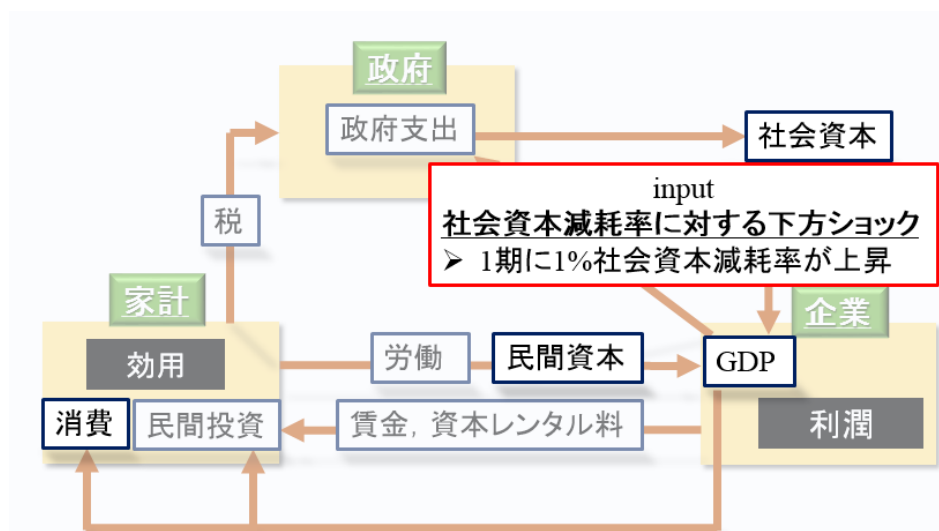 政府
政府支出
社会資本
input
社会資本減耗率に対する下方ショック
➢ 1期に1%社会資本減耗率が上昇
税
家計
企業
効用
労働
民間資本
GDP
消費
民間投資
賃金，資本レンタル料
利潤